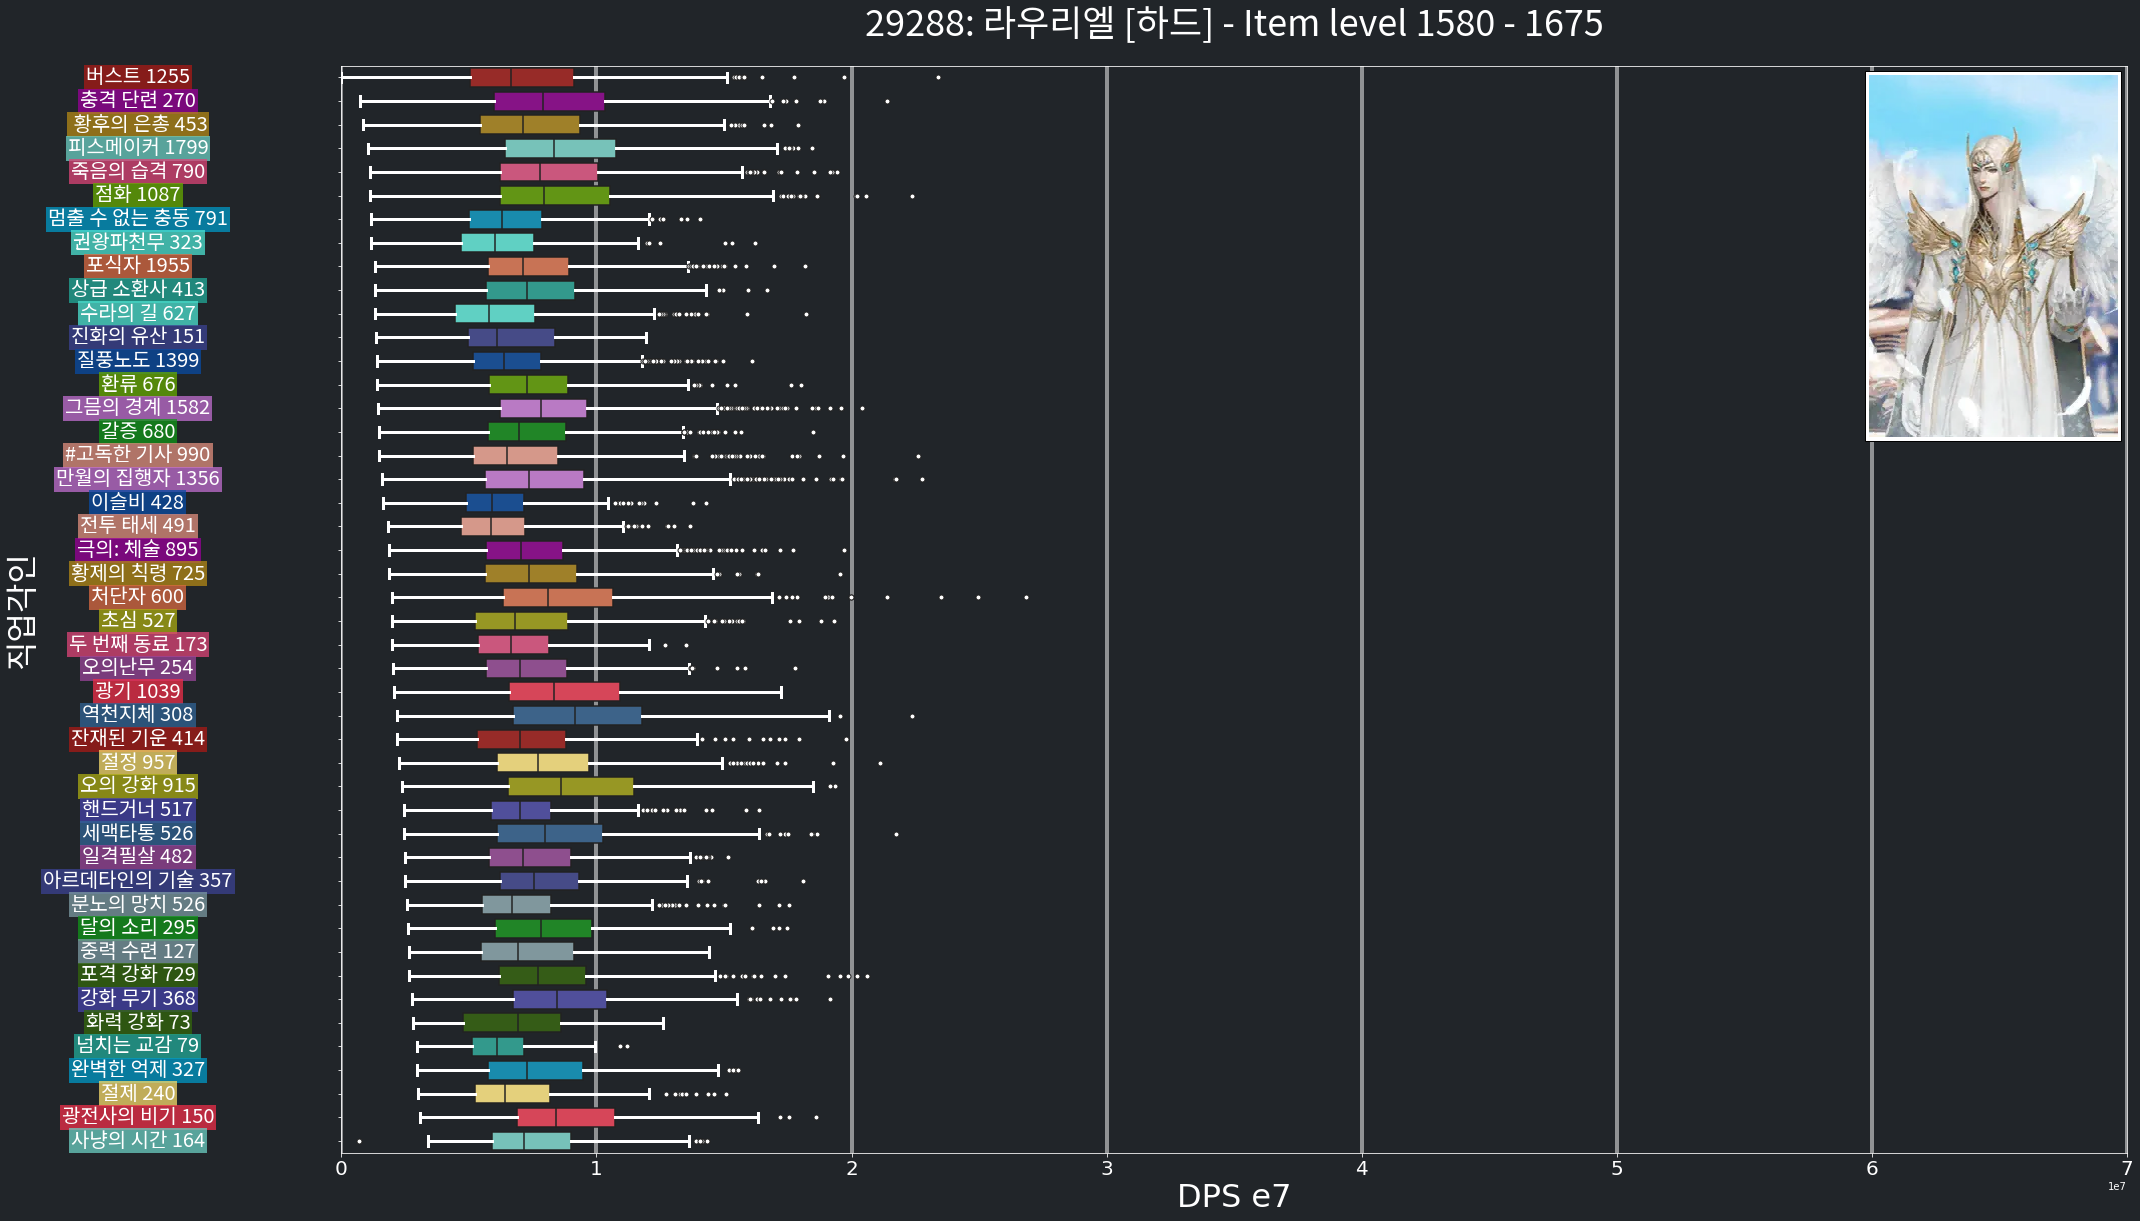 29288: 라우리엘 [하드] - Item level 1580 - 1675
직업각인
버스트 1255
충격 단련 270
황후의 은총 453
피스메이커 1799
죽음의 습격 790
점화 1087
멈출 수 없는 충동 791
권왕파천무 323
포식자 1955
상급 소환사 413
수라의 길 627
진화의 유산 151
질풍노도 1399
환류 676
그믐의 경계 1582
갈증 680
#고독한 기사 990
만월의 집행자 1356
이슬비 428
전투 태세 491
극의: 체술 895
황제의 칙령 725
처단자 600
초심 527
두 번째 동료 173
오의난무 254
광기 1039
역천지체 308
잔재된 기운 414
절정 957
오의 강화 915
핸드거너 517
세맥타통 526
일격필살 482
아르데타인의 기술 357
분노의 망치 526
달의 소리 295
중력 수련 127
포격 강화 729
강화 무기 368
화력 강화 73
넘치는 교감 79
완벽한 억제 327
절제 240
광전사의 비기 150
사냥의 시간 164
0 1 2 3 4 5 6 7
DPS e7
1e7